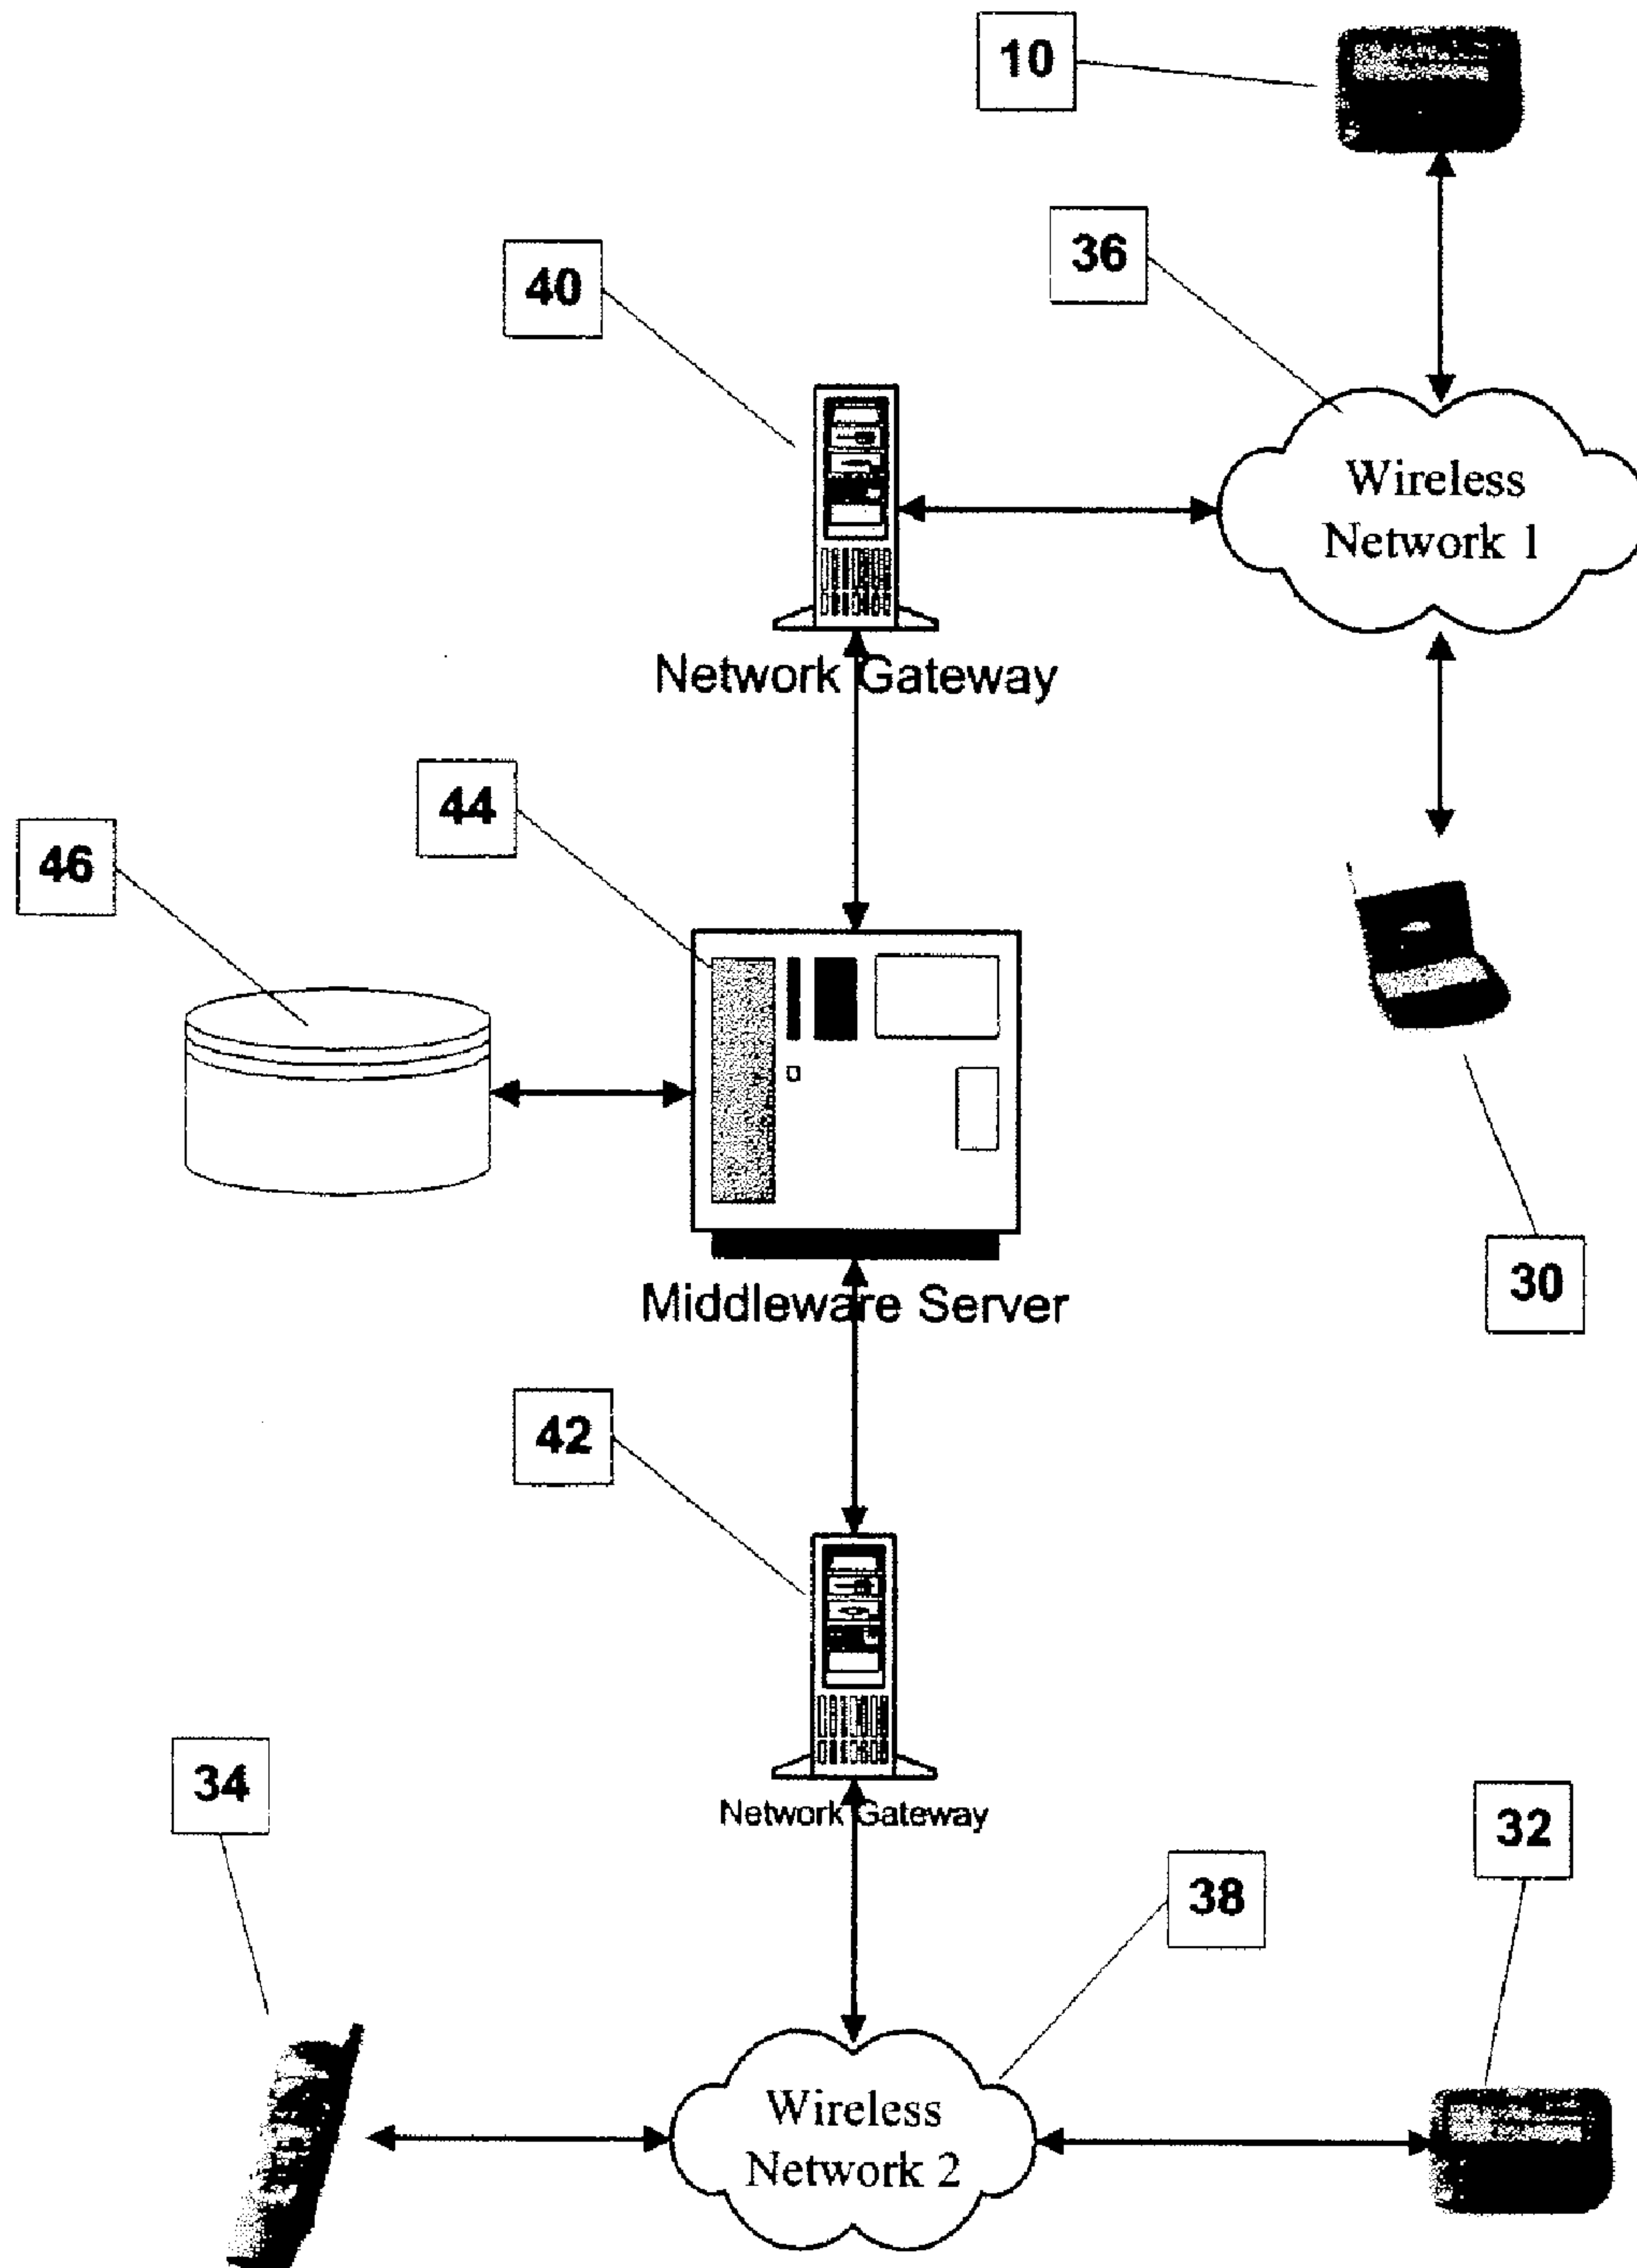 10
36
40
Wireless
Network 1
Network Gateway
44
46
30
Middleware Server
42
34
Network Gateway
32
38
Wireless
Network 2